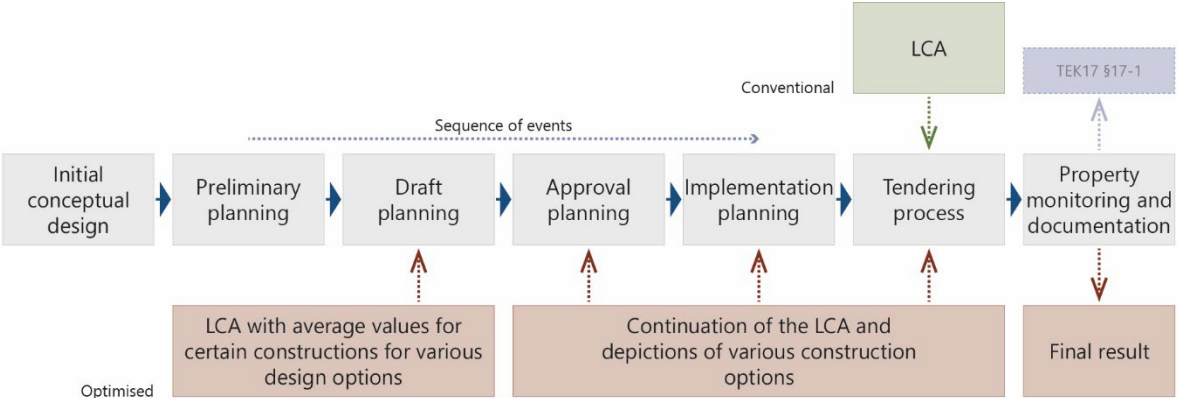 LCA
TEK17 §17-1
Conventional
Sequence of events
Initial
conceptual
design
Preliminary
planning
Draft
planning
Approval
planning
Implementation
planning
Tendering
process
Property
monitoring and
documentation
LCA with average values for
certain constructions for various
design options
Continuation of the LCA and
depictions of various construction
options
Final result
Optimised